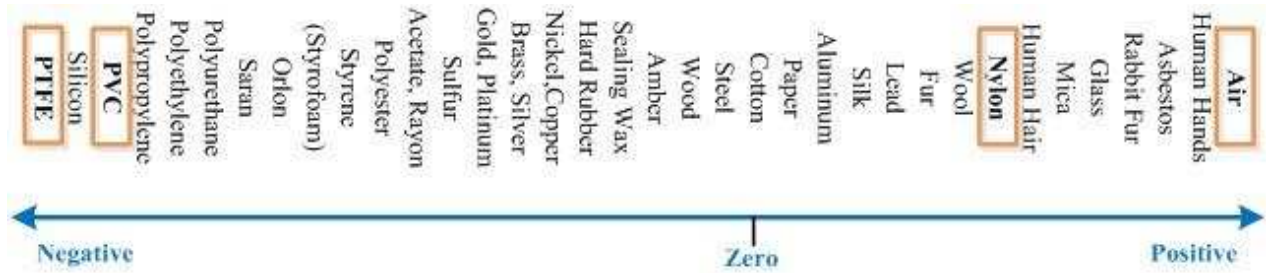 PTFE
Silicon
PVC
Polypropylene
Polyethylene
Polyurethane
Saran
Orlon
(Styrofoam)
Styrene
Polyester
Acetate, Rayon
Sulfur
Gold, Platinum
Brass, Silver
Nickel,Copper
Hard Rubber
Sealing Wax
Amber
Wood
Steel
Cotton
Paper
Aluminum
Silk
Lead
Fur
Wool
Nylon
Human Hair
Mica
Glass
Rabbit Fur
Asbestos
Human Hands
Air
Negative
Zero
Positive